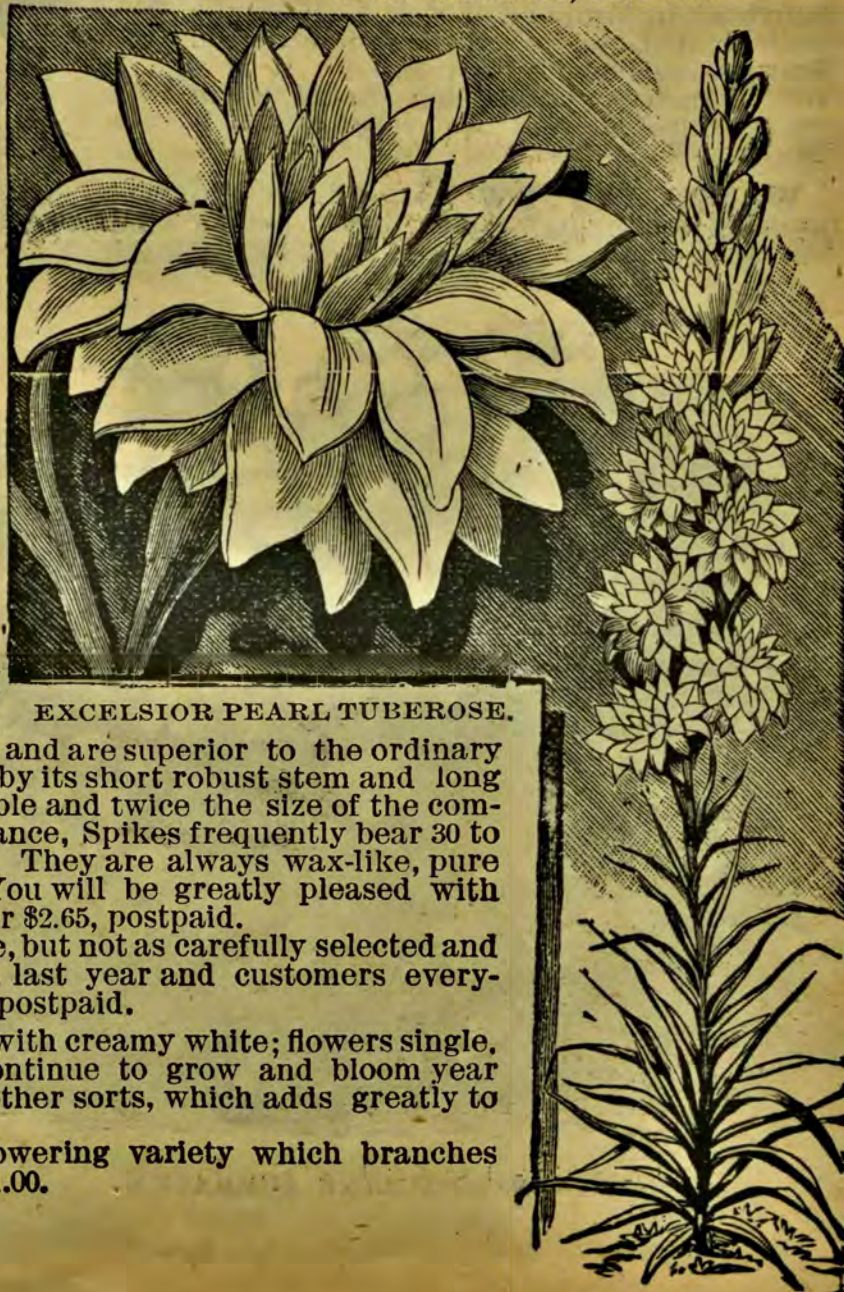 EXCELSIOR PEARL TUBEROSE.
and are superior to the ordinary
by its short robust stem and long
ble and twice the size of the com-
ance, Spikes frequently bear 30 to
They are always wax-like, pure
You will be greatly pleased with
r $2.65, postpaid.
e, but not as carefully selected and
last year and customers every-
postpaid.
with creamy white; flowers single.
ontinue to grow and bloom year
ther sorts, which adds greatly to
owering variety which branches
.00.